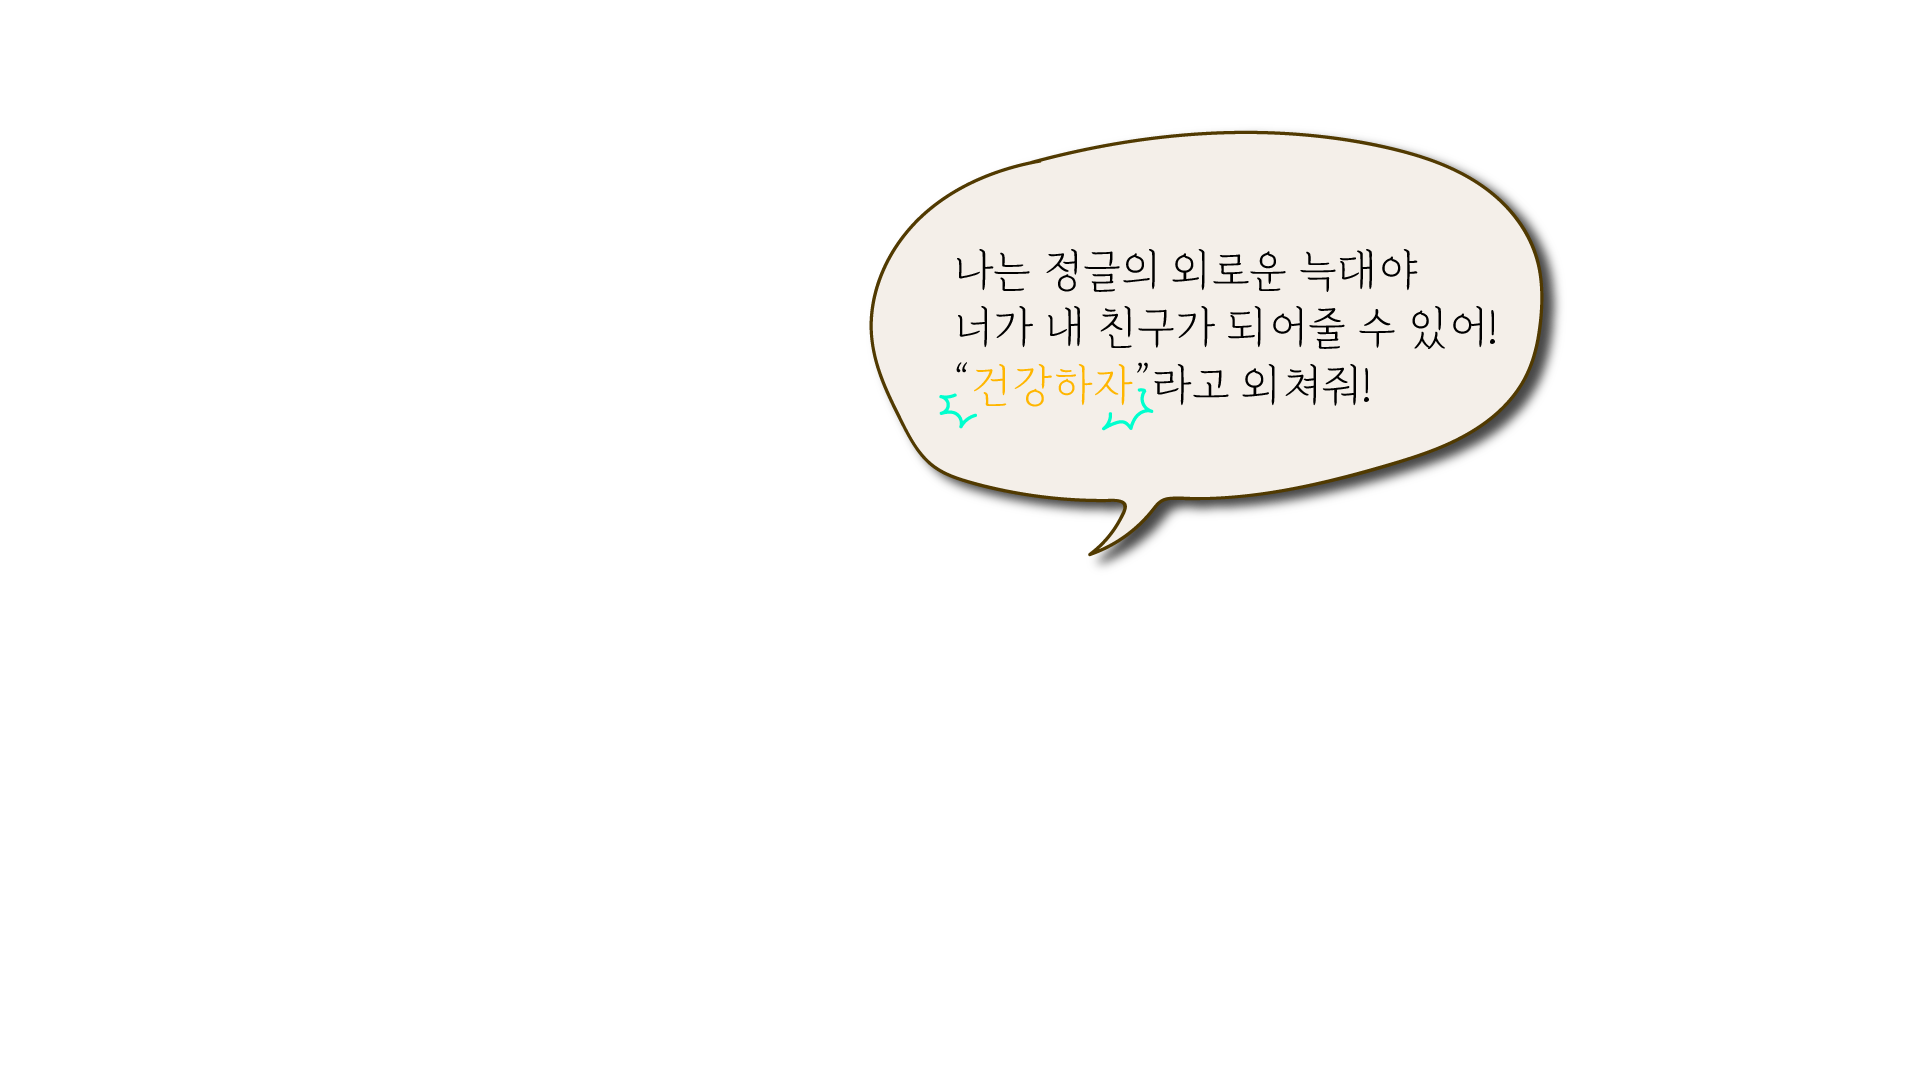 나는 정글의 외로운 늑대야
너가 내 친구가 되어줄 수 있어!
“건강하자”라고 외쳐줘!